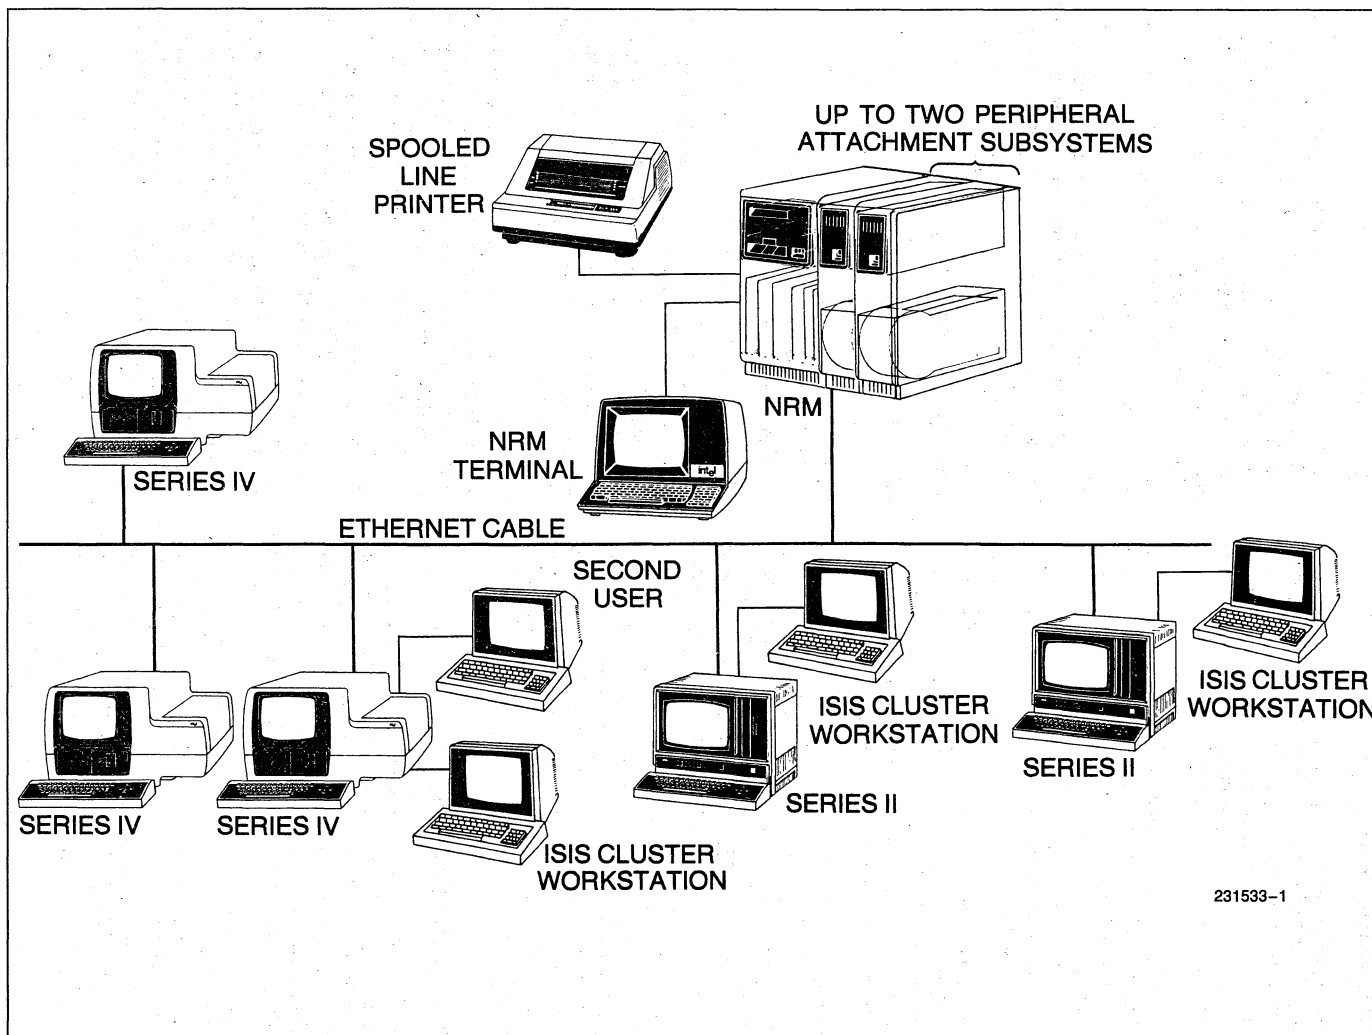 UP TO TWO PERIPHERAL
ATTACHMENT SUBSYSTEMS
SPOOLED
LINE
PRINTER
NRM
NRM
TERMINAL
intel
SERIES IV
ETHERNET CABLE
SECOND
USER
ISIS CLUSTER
WORKSTATION
ISIS CLUSTER
WORKSTATION
SERIES II
SERIES II
SERIES IV
SERIES IV
ISIS CLUSTER
WORKSTATION
231533-1